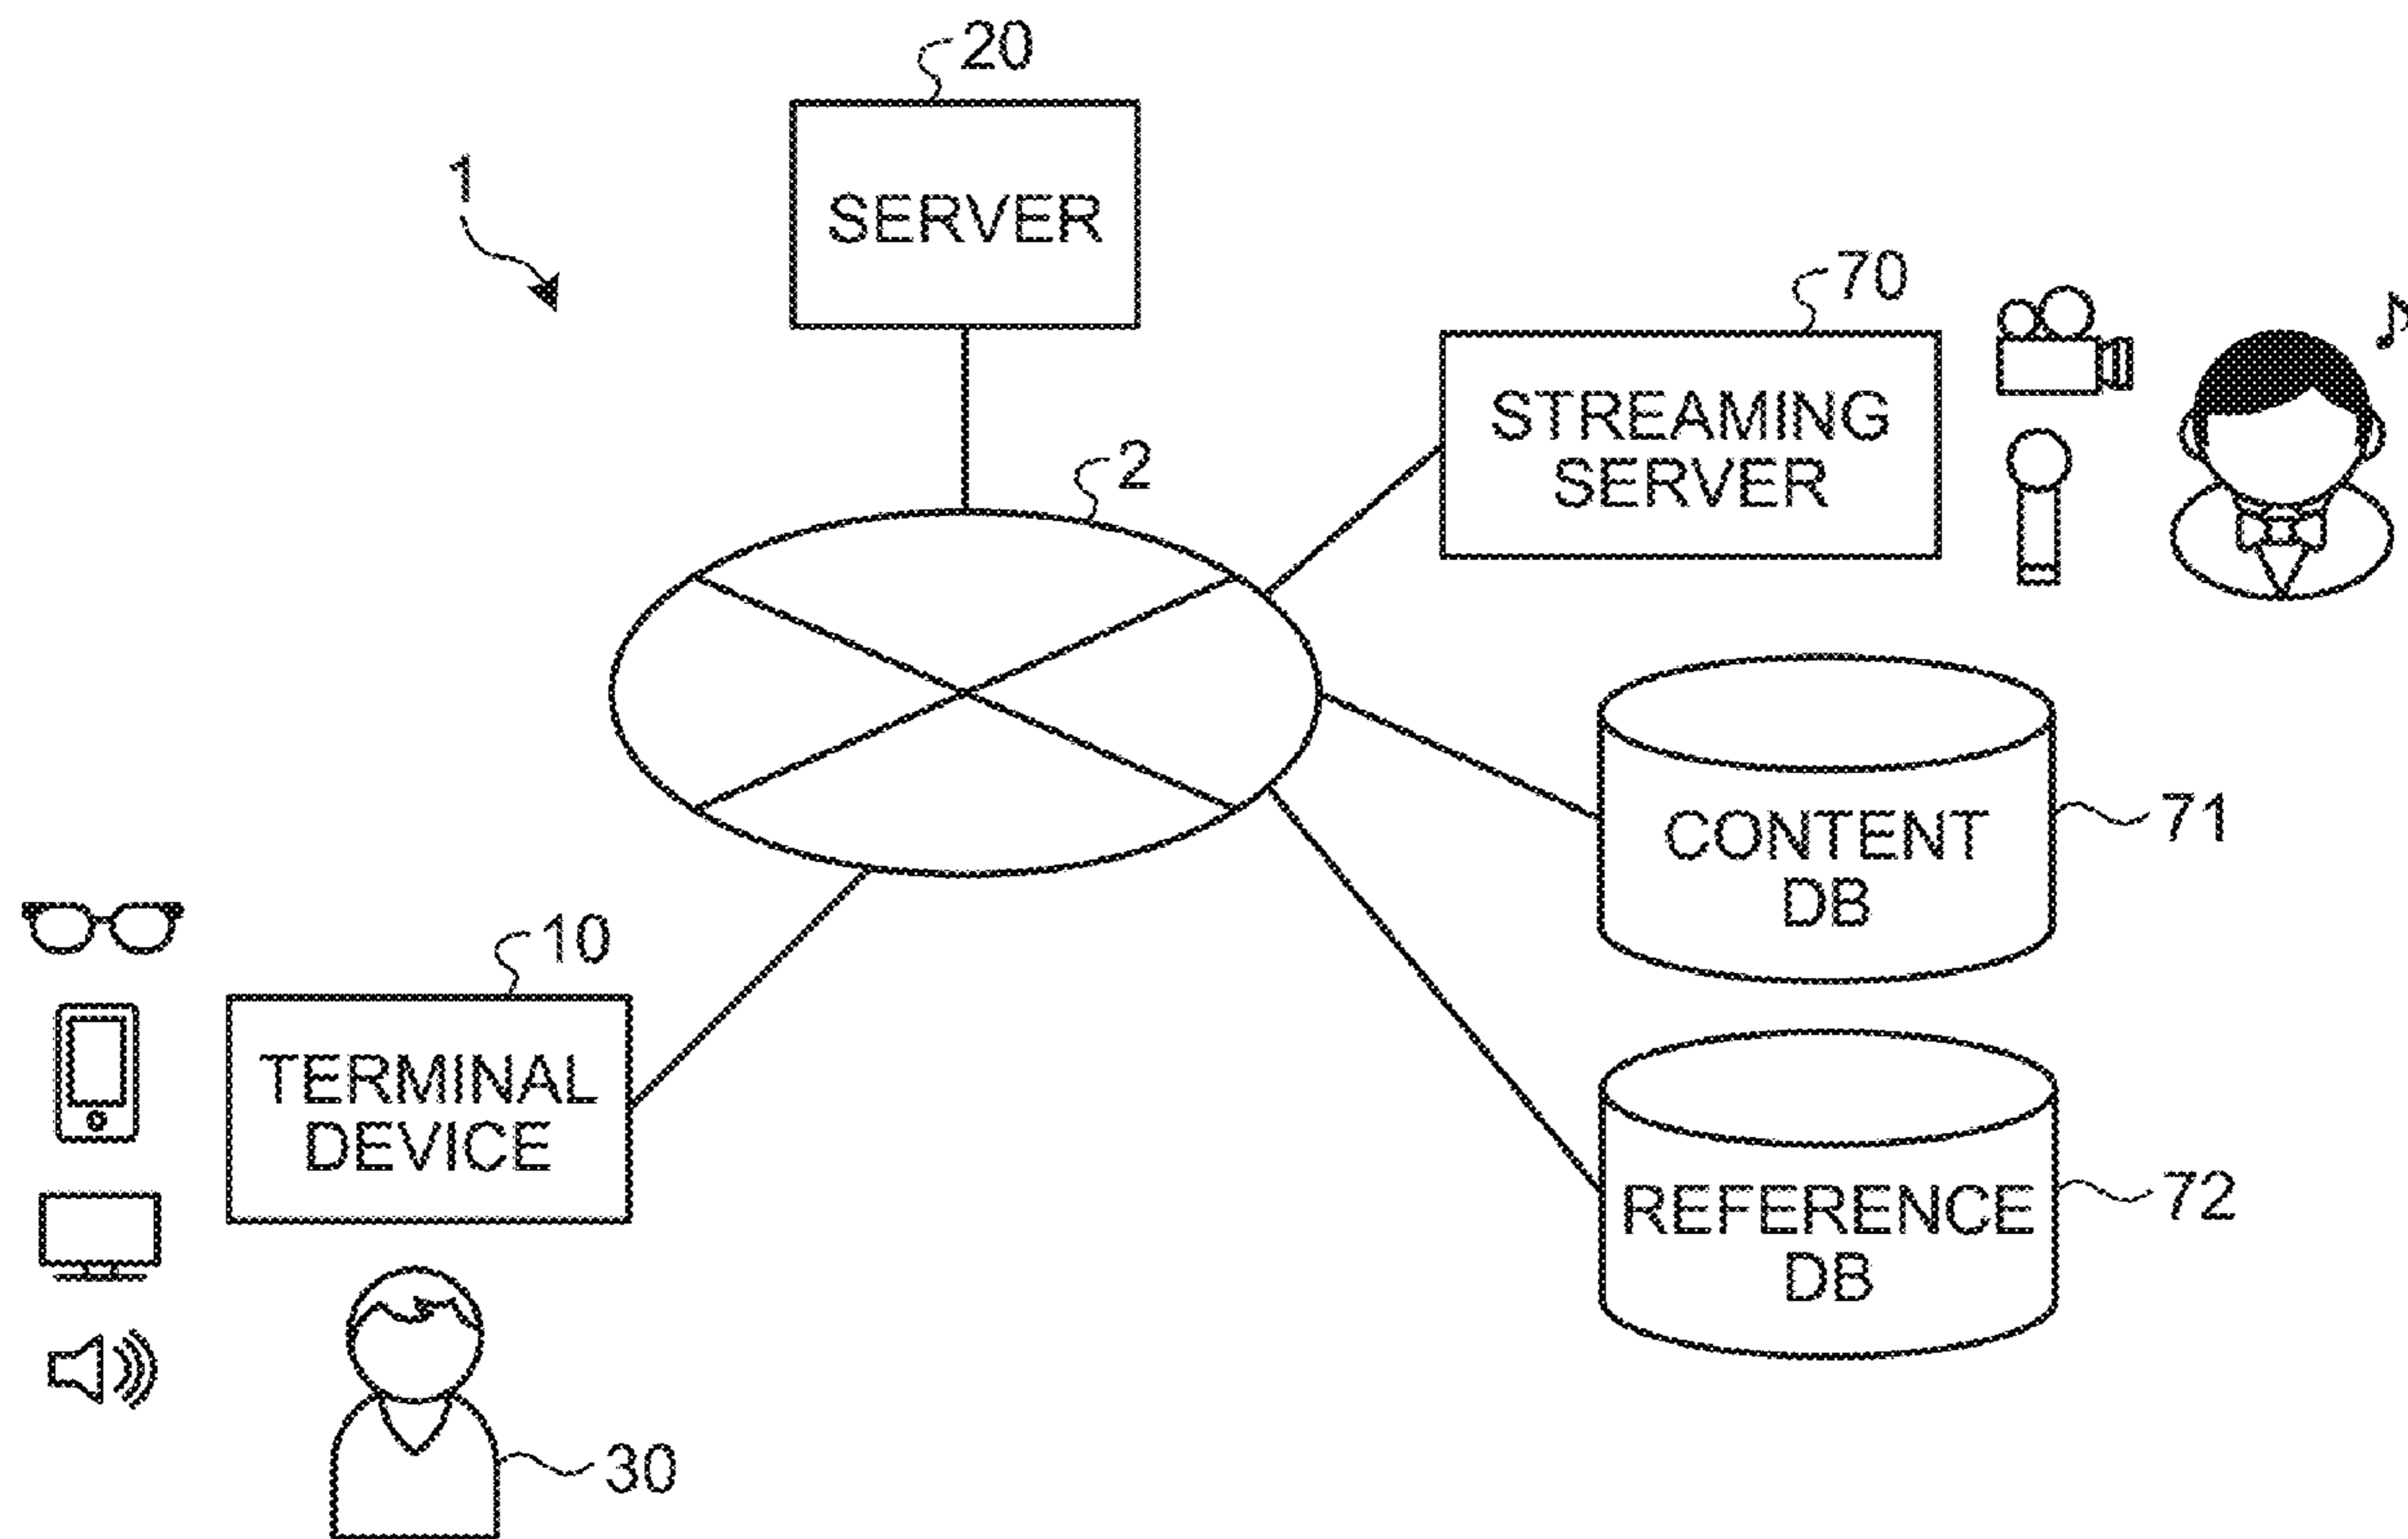 20
1
SERVER
70
STREAMING
SERVER
2
CONTENT
DB
71
10
TERMINAL
DEVICE
REFERENCE
DB
72
30